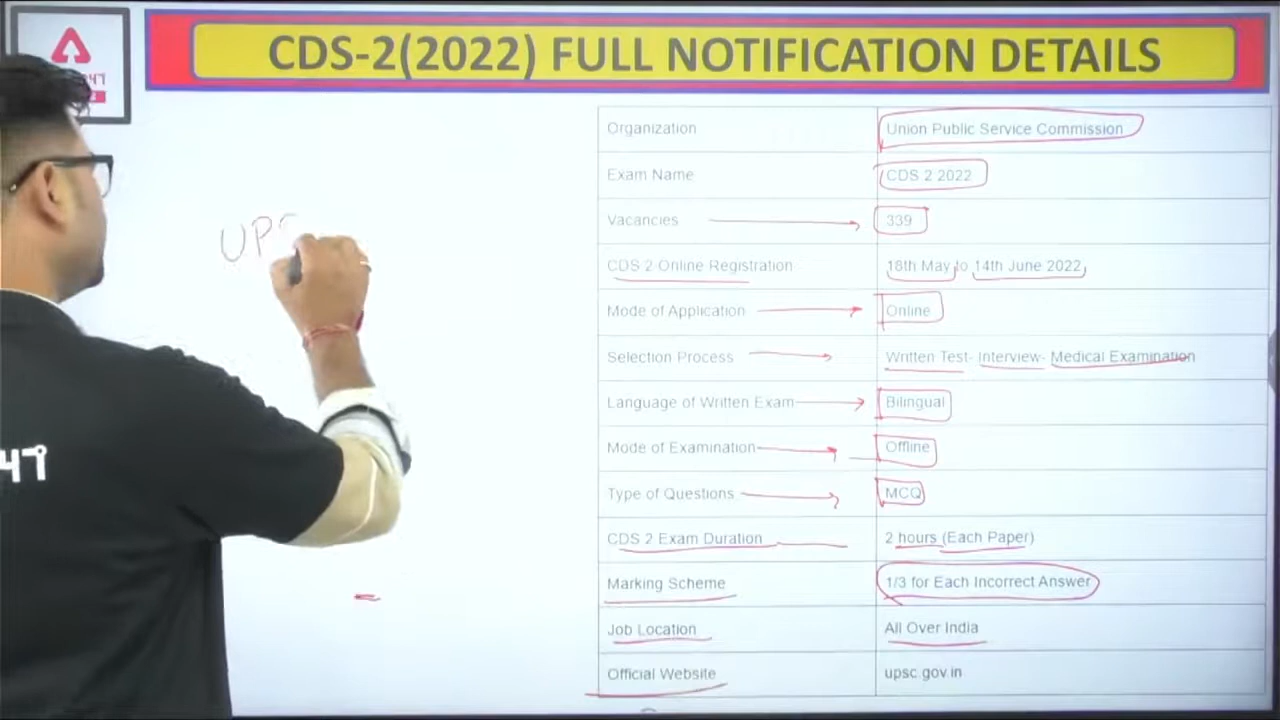 CDS-2(2022) FULL NOTIFICATION DETAILS
Organization Union Public Service Commission
Exam Name CDS 2 2022
Vacancies 339
CDS 2 Online Registration 18th May to 14th June 2022
Mode of Application Online
Selection Process Written Test- Interview- Medical Examination
Language of Written Exam Bilingual
Mode of Examination Offline
Type of Questions MCQ
CDS 2 Exam Duration 2 hours (Each Paper)
Marking Scheme 1/3 for Each Incorrect Answer
Job Location All Over India
Official Website upsc.gov.in
UPS